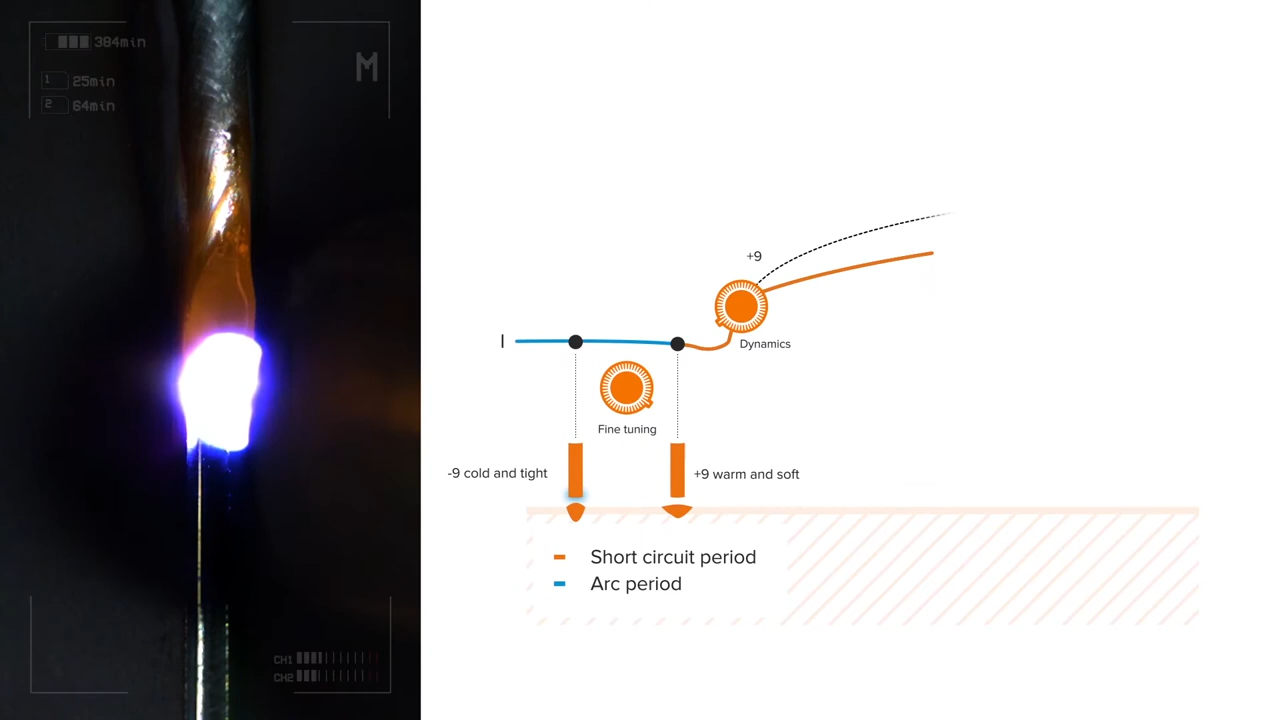 384min
M
1 25min
2 64min
CH1
CH2
+9
I
Dynamics
Fine tuning
-9 cold and tight
+9 warm and soft
Short circuit period
Arc period